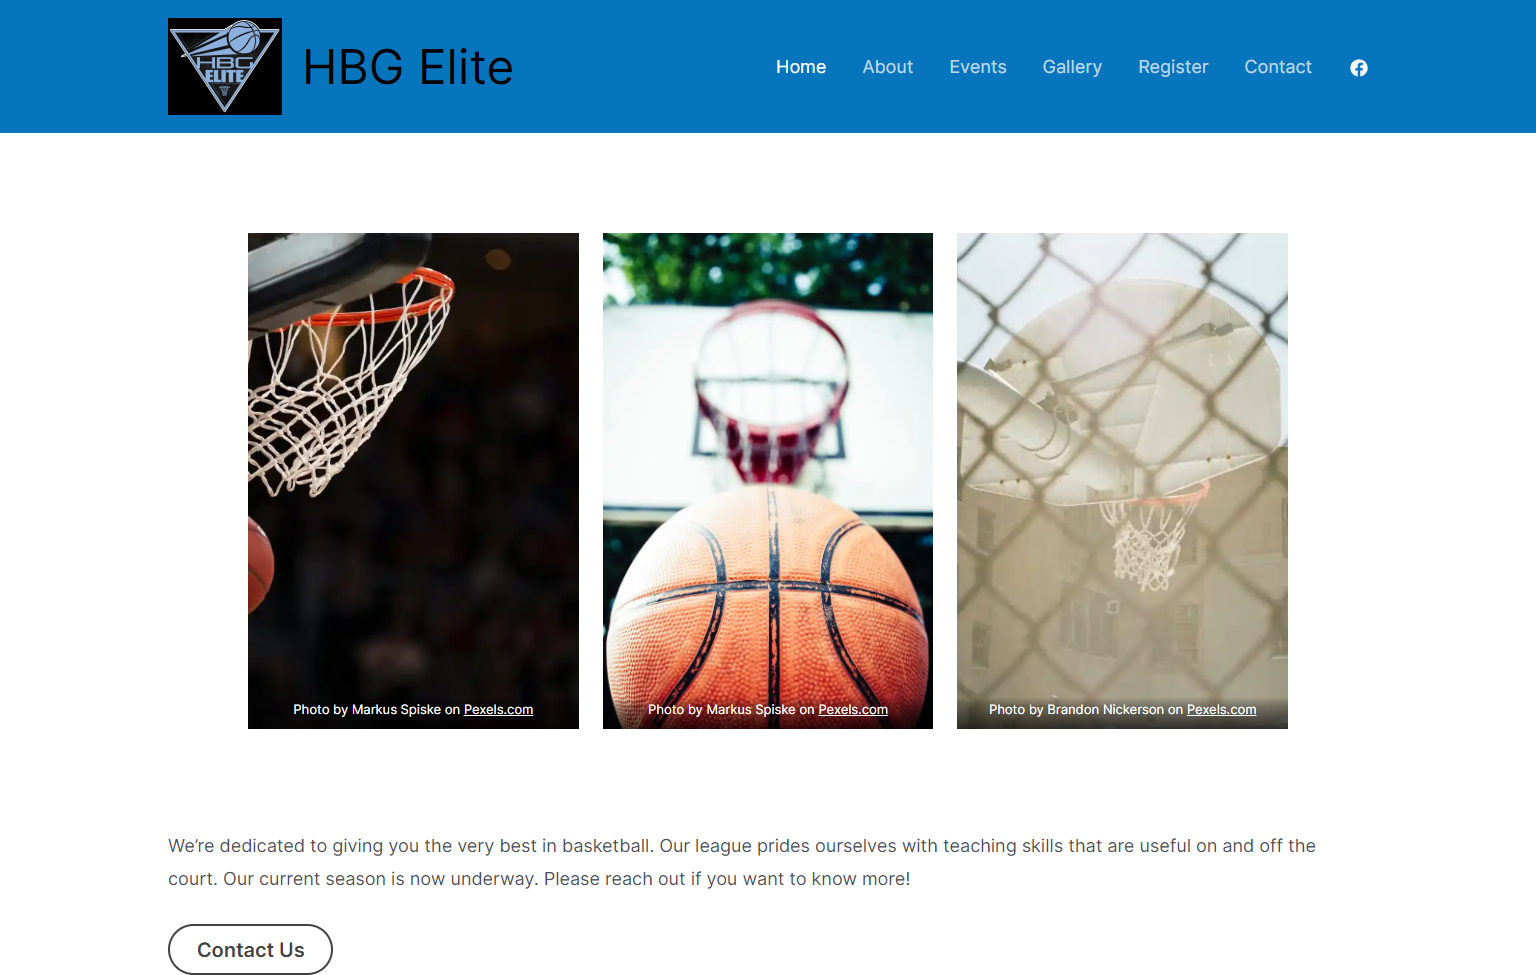 HBG
ELITE
HBG Elite
Home
About
Events
Gallery
Register
Contact
Photo by Markus Spiske on Pexels.com
Photo by Markus Spiske on Pexels.com
Photo by Brandon Nickerson on Pexels.com
We’re dedicated to giving you the very best in basketball. Our league prides ourselves with teaching skills that are useful on and off the
court. Our current season is now underway. Please reach out if you want to know more!
Contact Us